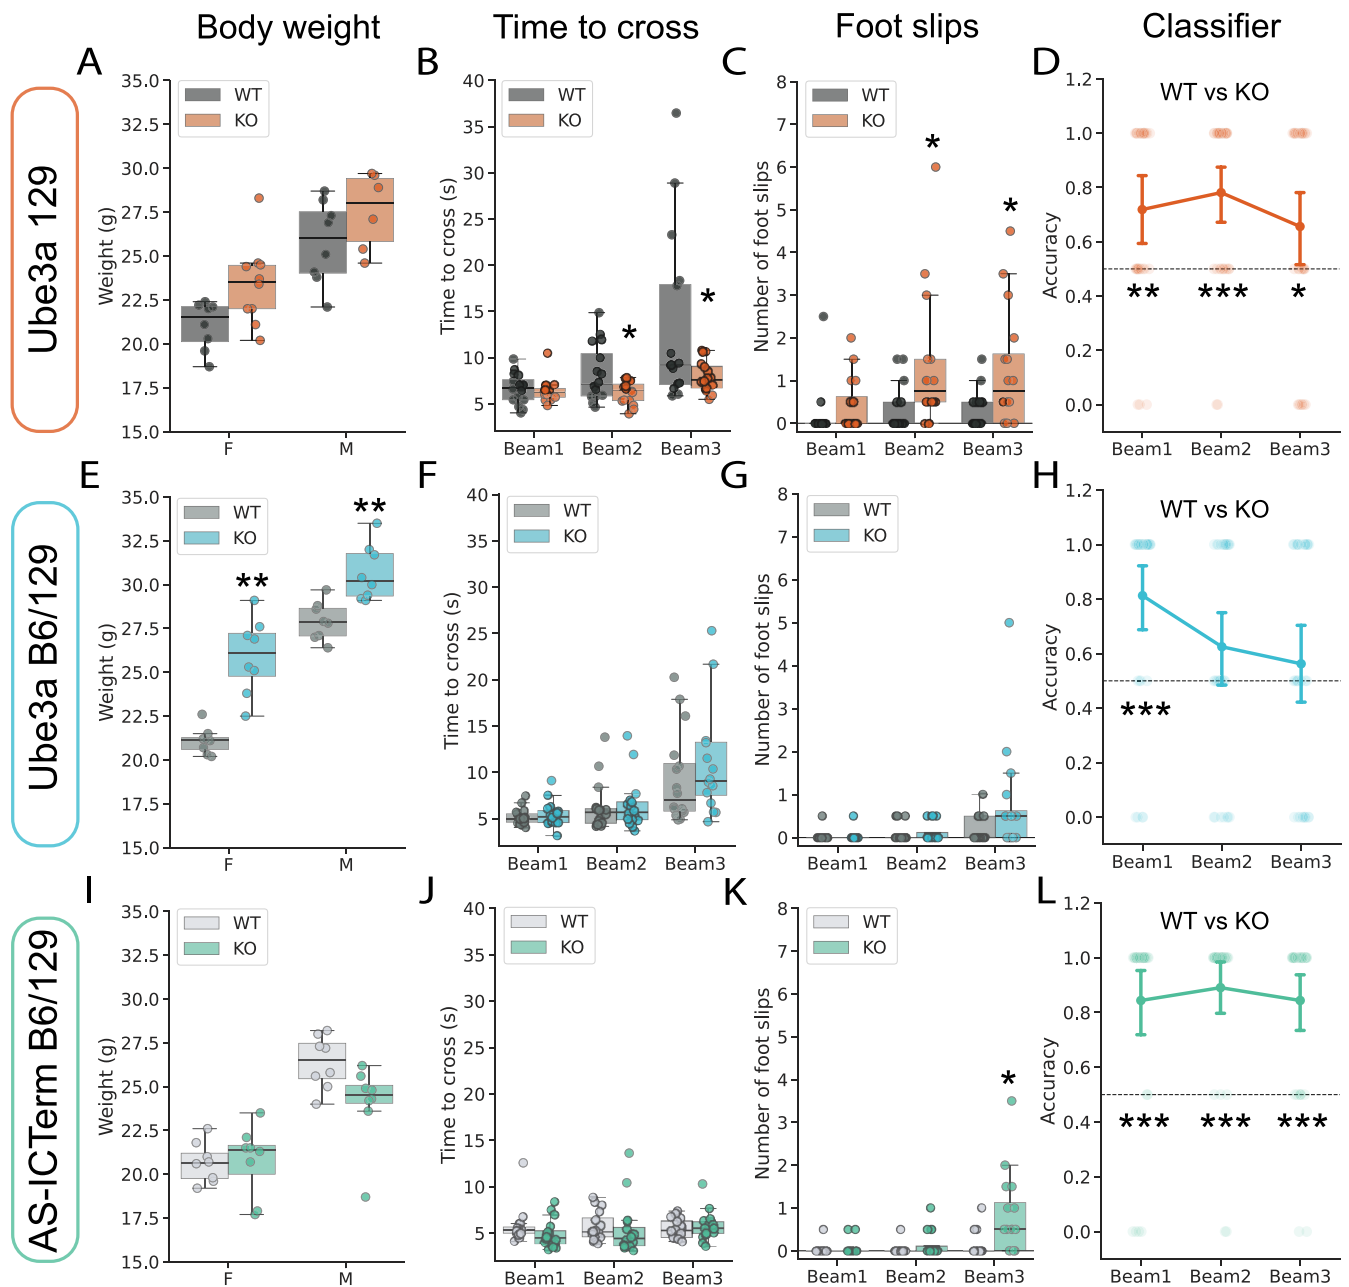 Body weight
Time to cross
Foot slips
Classifier
Ube3a 129
A
35.0
32.5
30.0
27.5
25.0
22.5
20.0
17.5
15.0
Weight (g)
WT
KO
F
M
B
40
35
30
25
20
15
10
5
0
Time to cross (s)
WT
KO
*
*
Beam1
Beam2
Beam3
C
8
7
6
5
4
3
2
1
0
Number of foot slips
WT
KO
*
*
Beam1
Beam2
Beam3
D
1.2
1.0
0.8
0.6
0.4
0.2
0.0
Accuracy
WT vs KO
**
***
*
Beam1
Beam2
Beam3
Ube3a B6/129
E
35.0
32.5
30.0
27.5
25.0
22.5
20.0
17.5
15.0
Weight (g)
WT
KO
**
**
F
M
F
40
35
30
25
20
15
10
5
Time to cross (s)
WT
KO
Beam1
Beam2
Beam3
G
8
7
6
5
4
3
2
1
0
Number of foot slips
WT
KO
Beam1
Beam2
Beam3
H
1.2
1.0
0.8
0.6
0.4
0.2
0.0
Accuracy
WT vs KO
***
Beam1
Beam2
Beam3
AS-ICTerm B6/129
I
35.0
32.5
30.0
27.5
25.0
22.5
20.0
17.5
15.0
Weight (g)
WT
KO
F
M
J
40
35
30
25
20
15
10
5
Time to cross (s)
WT
KO
Beam1
Beam2
Beam3
K
8
7
6
5
4
3
2
1
0
Number of foot slips
WT
KO
*
Beam1
Beam2
Beam3
L
1.2
1.0
0.8
0.6
0.4
0.2
0.0
Accuracy
WT vs KO
***
***
***
Beam1
Beam2
Beam3